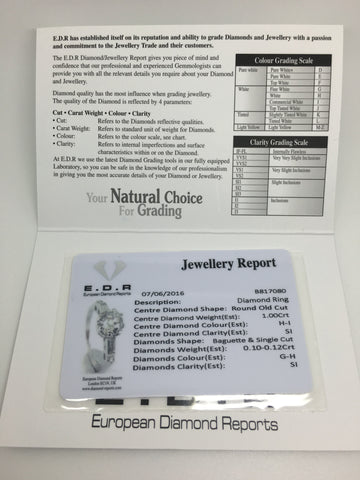 E.D.R has established itself on its reputation and ability to grade Diamonds and Jewellery with a passion and commitment to the Jewellery Trade and their customers.
The E.D.R Diamond/Jewellery Report gives you piece of mind and confidence that our professional and experienced Gemmologists can provide you with all the relevant details you require about your Diamond and Jewellery.
Diamond quality has the most influence when grading jewellery.
The quality of the Diamond is reflected by 4 parameters:
Cut • Carat Weight • Colour • Clarity
• Cut: Refers to the Diamonds reflective qualities.
• Carat Weight: Refers to standard unit of weight for Diamonds.
• Colour: Refers to the colour scale, see chart.
• Clarity: Refers to internal imperfections and surface characteristics within or on the Diamond.
At E.D.R we use the latest Diamond Grading tools in our fully equipped Laboratory, so you can be safe in the knowledge of our professionalism in giving you the most accurate details of your Diamond or Jewellery.
Your Natural Choice
For Grading
Colour Grading Scale
Pure white Pure White+ D
Pure White E
Top White F
White Fine White G
White H
Commercial White I
Top Tinted White J
Tinted Slightly Tinted White K
Tinted White L
Light Yellow Light Yellow M-Z
Clarity Grading Scale
IF-FL Internally Flawless
VVS1 Very Very Slight Inclusions
VVS2
VS1 Very Slight Inclusions
VS2
SI1 Slight Inclusions
SI2
I1 Inclusions
I2
I3
E.D.R
European Diamond Reports
Jewellery Report
07/06/2016 B817080
Description: Diamond Ring
Centre Diamond Shape: Round Old Cut
Centre Diamond Weight(Est): 1.00Crt
Centre Diamond Colour(Est): H-I
Centre Diamond Clarity(Est): SI
Diamonds Shape: Baguette & Single Cut
Diamonds Weight(Est): 0.10-0.12Crt
Diamonds Colour(Est): G-H
Diamonds Clarity(Est): SI
European Diamond Reports
London EC1N, UK
www.diamond-reports.com
European Diamond Reports